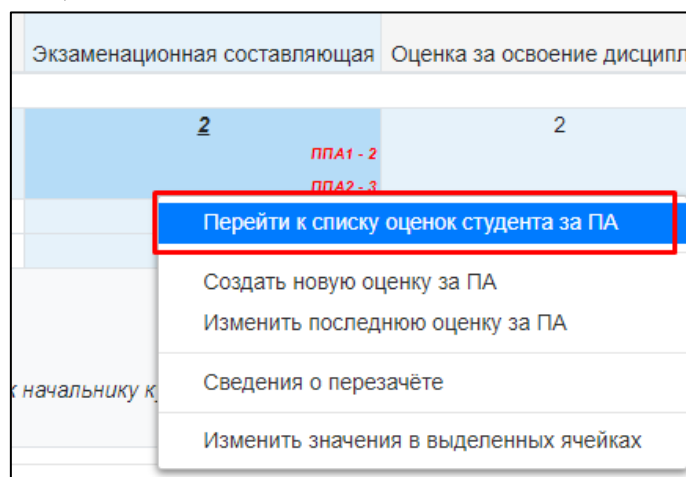 Экзаменационная составляющая Оценка за освоение дисципл
2 2
ППА1 - 2
ППА2 - 3
Перейти к списку оценок студента за ПА
Создать новую оценку за ПА
Изменить последнюю оценку за ПА
Сведения о перезачёте
начальнику к
Изменить значения в выделенных ячейках